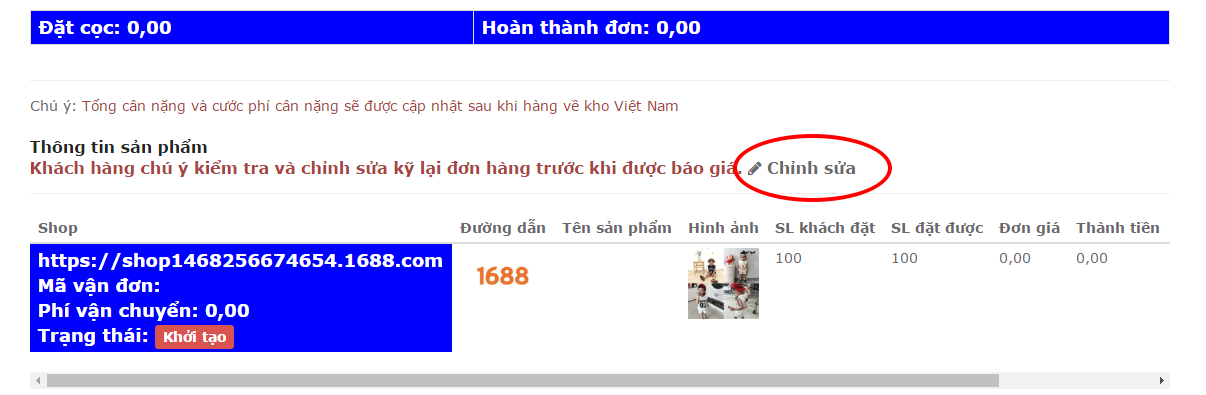 Đặt cọc: 0,00 Hoàn thành đơn: 0,00
Chú ý: Tổng cân nặng và cước phí cân nặng sẽ được cập nhật sau khi hàng về kho Việt Nam
Thông tin sản phẩm
Khách hàng chú ý kiểm tra và chỉnh sửa kỹ lại đơn hàng trước khi được báo giá. Chỉnh sửa
Shop Đường dẫn Tên sản phẩm Hình ảnh SL khách đặt SL đặt được Đơn giá Thành tiền
https://shop1468256674654.1688.com 1688 100 100 0,00 0,00
Mã vận đơn:
Phí vận chuyển: 0,00
Trạng thái: Khởi tạo